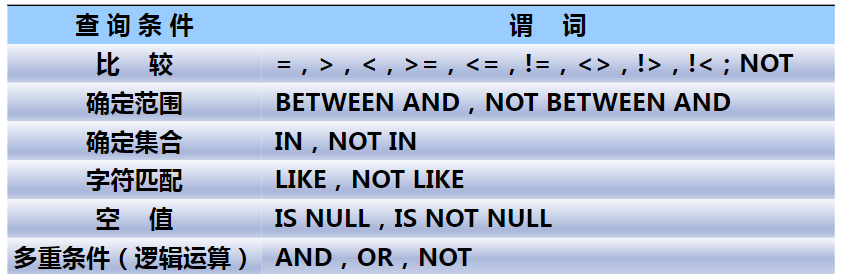 查 询 条 件 谓 词
比 较 = , > , < , >= , <= , != , <> , !> , !< ; NOT
确定范围 BETWEEN AND , NOT BETWEEN AND
确定集合 IN , NOT IN
字符匹配 LIKE , NOT LIKE
空 值 IS NULL , IS NOT NULL
多重条件（逻辑运算） AND , OR , NOT